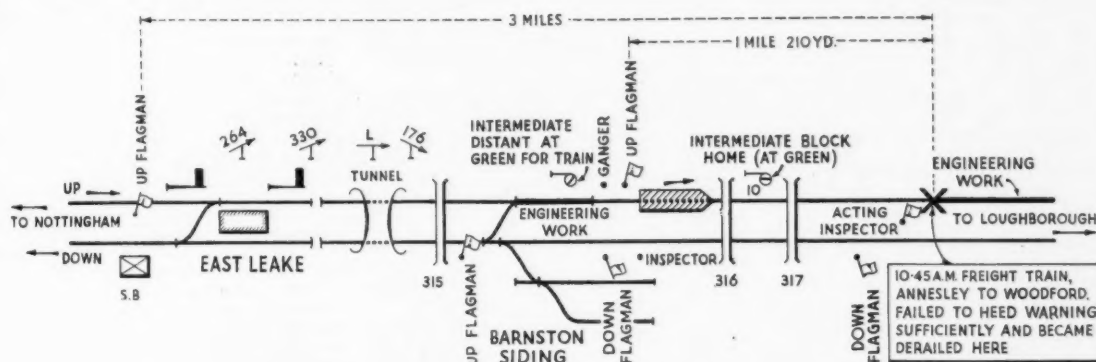 3 MILES
1 MILE 210YD.
UP FLAGMAN
264
330
L
176
TUNNEL
INTERMEDIATE
DISTANT AT
GREEN FOR TRAIN
GANGER
UP FLAGMAN
INTERMEDIATE BLOCK
HOME (AT GREEN)
10
ENGINEERING
WORK
UP
TO NOTTINGHAM
DOWN
S.B
EAST LEAKE
315
UP FLAGMAN
ENGINEERING
WORK
BARNSTON
SIDING
DOWN
FLAGMAN
INSPECTOR
316
317
ACTING
INSPECTOR
TO LOUGHBOROUGH
DOWN
FLAGMAN
10·45A.M. FREIGHT TRAIN,
ANNESLEY TO WOODFORD,
FAILED TO HEED WARNING
SUFFICIENTLY AND BECAME
DERAILED HERE